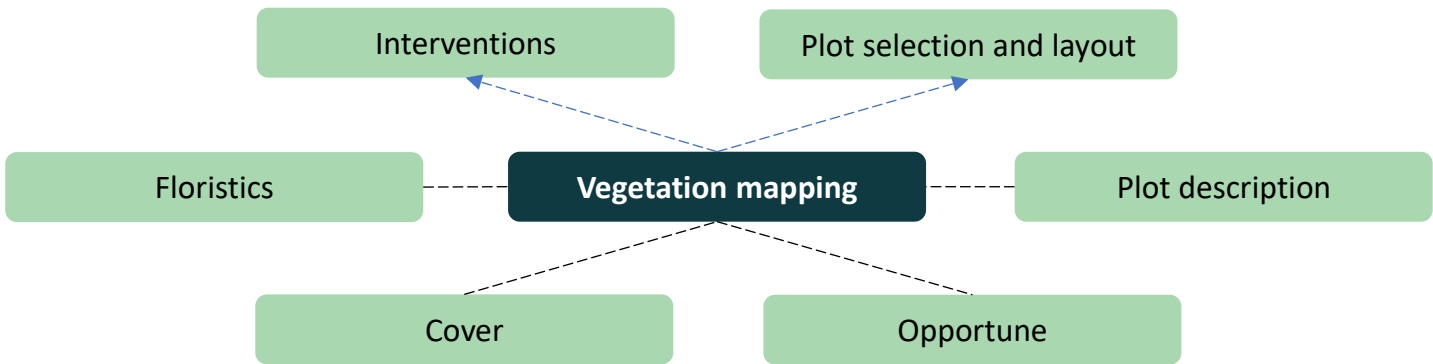 Interventions
Plot selection and layout
Floristics
Vegetation mapping
Plot description
Cover
Opportune